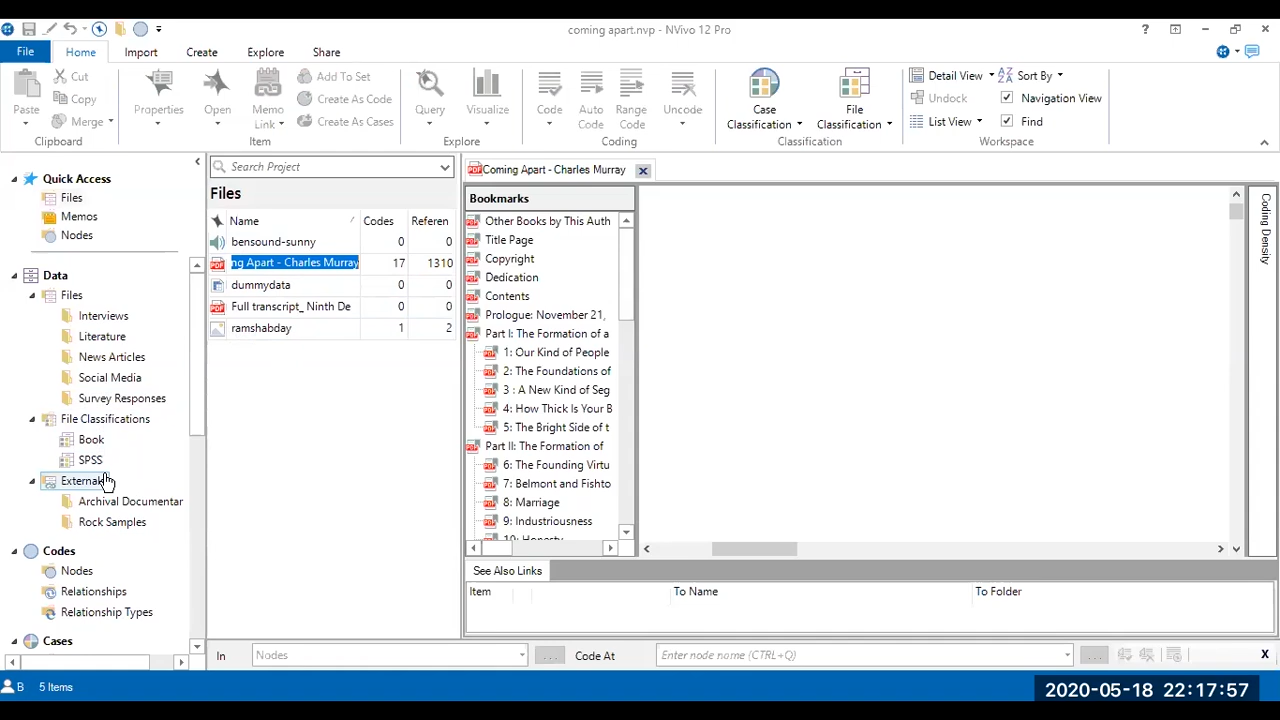 coming apart.nvp - NVivo 12 Pro
File
Home
Import
Create
Explore
Share
Paste
Cut
Copy
Merge
Clipboard
Properties
Open
Memo Link
Add To Set
Create As Code
Create As Cases
Item
Query
Visualize
Explore
Code
Auto Code
Range Code
Uncode
Coding
Case Classification
File Classification
Classification
Detail View
Sort By
Undock
Navigation View
List View
Find
Workspace
Quick Access
Files
Memos
Nodes
Data
Files
Interviews
Literature
News Articles
Social Media
Survey Responses
File Classifications
Book
SPSS
External
Archival Documentar
Rock Samples
Codes
Nodes
Relationships
Relationship Types
Cases
Search Project
Files
Name Codes Referen
bensound-sunny 0 0
ng Apart - Charles Murray 17 1310
dummydata 0 0
Full transcript_ Ninth De 0 0
ramshabday 1 2
Coming Apart - Charles Murray
Bookmarks
Other Books by This Auth
Title Page
Copyright
Dedication
Contents
Prologue: November 21,
Part I: The Formation of a
1: Our Kind of People
2: The Foundations of
3 : A New Kind of Seg
4: How Thick Is Your B
5: The Bright Side of t
Part II: The Formation of
6: The Founding Virtu
7: Belmont and Fishto
8: Marriage
9: Industriousness
10: Honesty
Coding Density
See Also Links
Item To Name To Folder
In Nodes ... Code At Enter node name (CTRL+Q) ... X
B 5 Items
2020-05-18 22:17:57